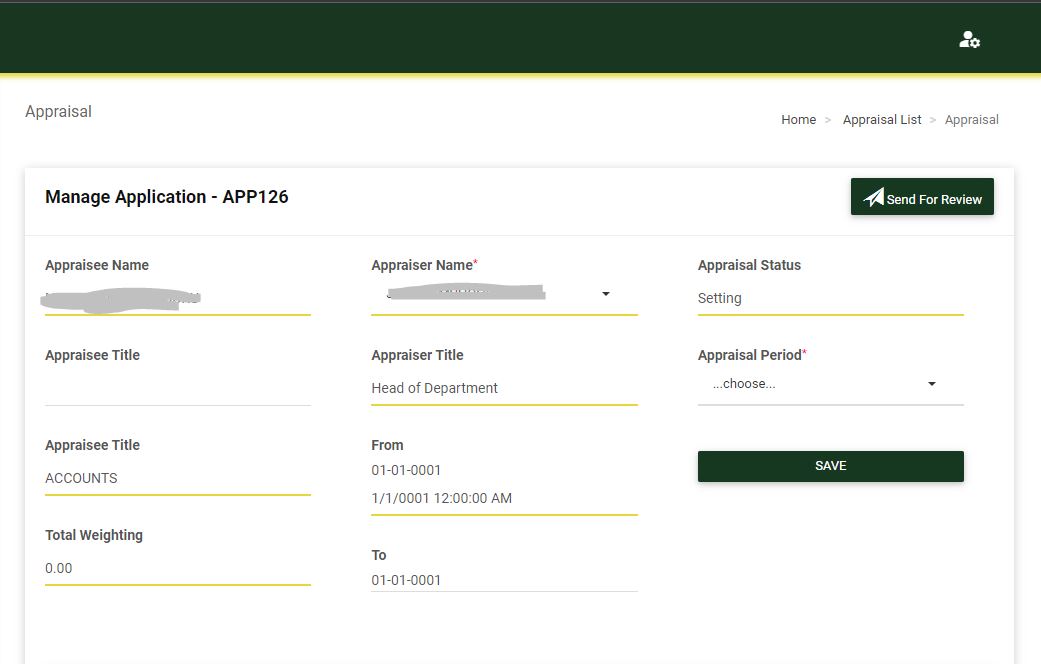 Appraisal
Home > Appraisal List > Appraisal
Manage Application - APP126
Send For Review
Appraisee Name
Appraiser Name*
Appraisal Status
Setting
Appraisee Title
Appraiser Title
Head of Department
Appraisal Period*
...choose...
Appraisee Title
ACCOUNTS
From
01-01-0001
1/1/0001 12:00:00 AM
SAVE
Total Weighting
0.00
To
01-01-0001